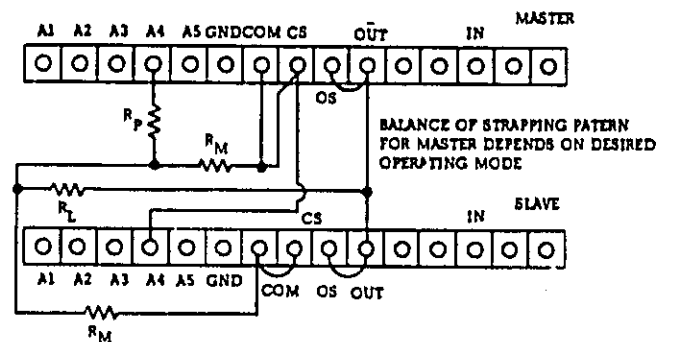 MASTER
A1 A2 A3 A4 A5 GND COM CS OUT IN
OS
R_P
R_M
BALANCE OF STRAPPING PATERN
FOR MASTER DEPENDS ON DESIRED
OPERATING MODE
R_L
CS IN SLAVE
A1 A2 A3 A4 A5 GND COM OS OUT
R_M